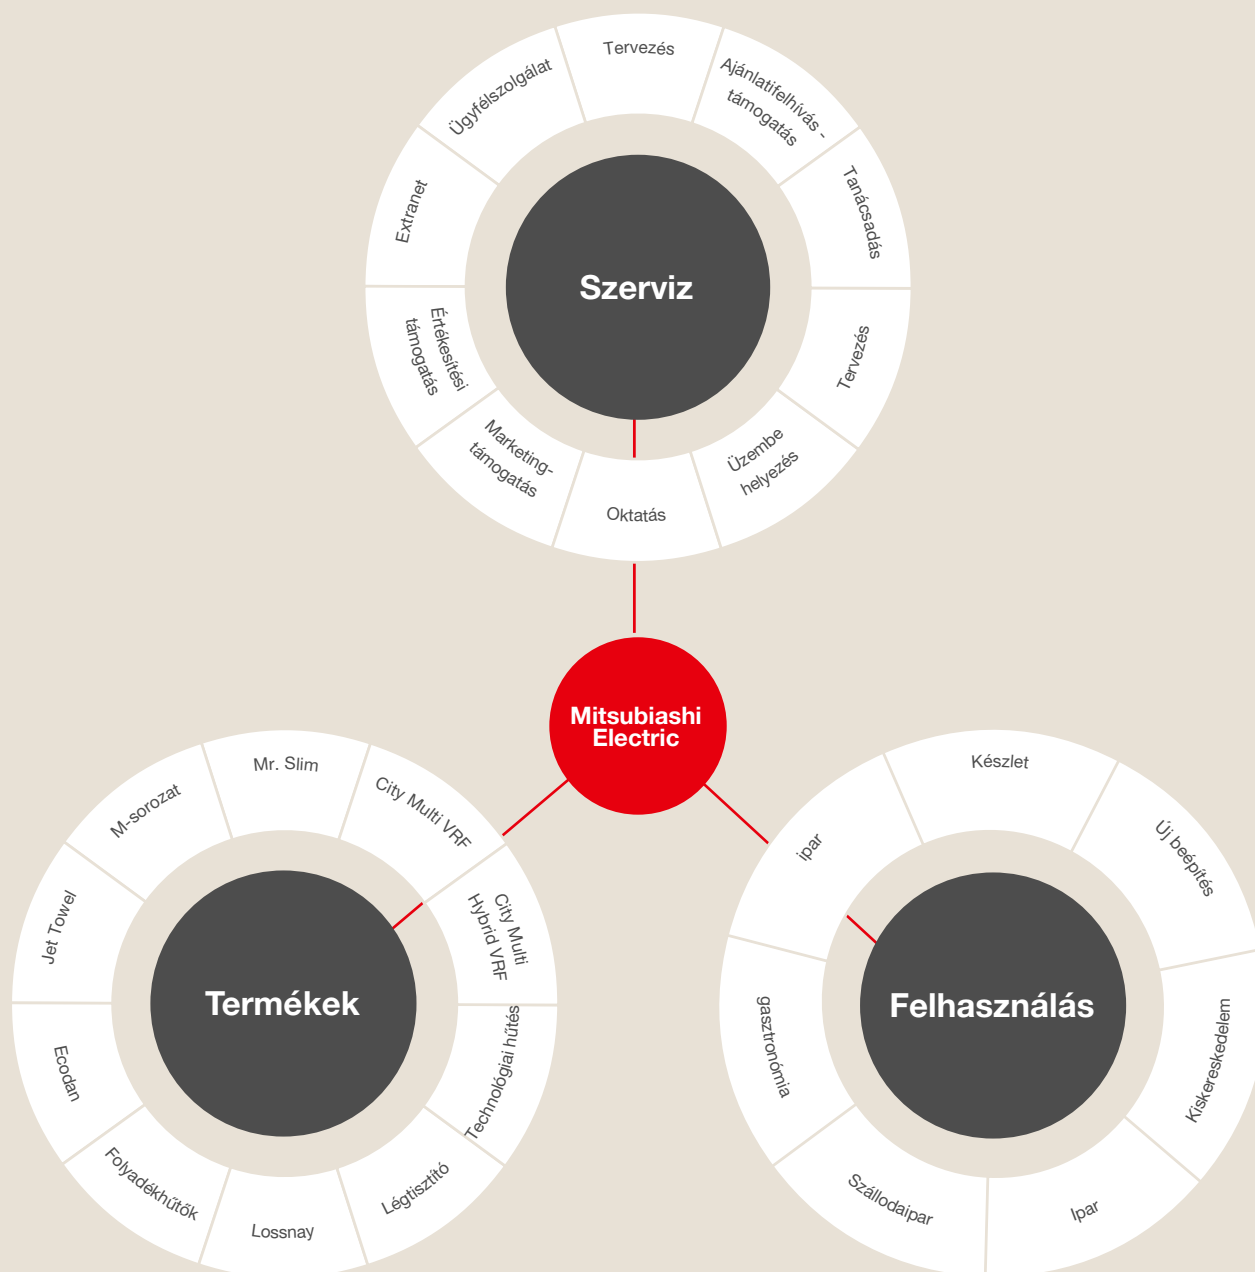 Tervezés
Ajánlatifelhívás -
támogatás
Tanácsadás
Tervezés
Üzembe
helyezés
Oktatás
Marketing-
támogatás
Értékesítési
támogatás
Extranet
Ügyfélszolgálat
Szerviz
Mitsubiashi
Electric
Mr. Slim
City Multi VRF
City Multi
Hybrid VRF
Technológiai hűtés
Légtisztító
Lossnay
Folyadékhűtők
Ecodan
Jet Towel
M-sorozat
Termékek
Készlet
Új beépítés
Kiskereskedelem
Ipar
Szállodaipar
gasztronómia
ipar
Felhasználás